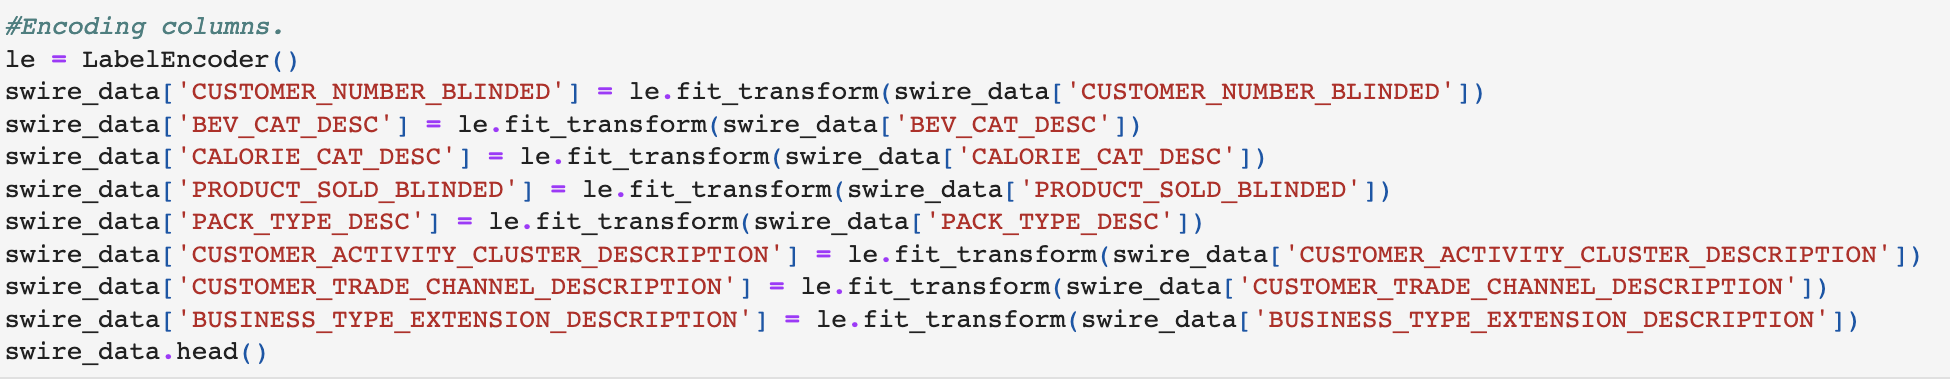 #Encoding columns.
le = LabelEncoder()
swire_data['CUSTOMER_NUMBER_BLINDED'] = le.fit_transform(swire_data['CUSTOMER_NUMBER_BLINDED'])
swire_data['BEV_CAT_DESC'] = le.fit_transform(swire_data['BEV_CAT_DESC'])
swire_data['CALORIE_CAT_DESC'] = le.fit_transform(swire_data['CALORIE_CAT_DESC'])
swire_data['PRODUCT_SOLD_BLINDED'] = le.fit_transform(swire_data['PRODUCT_SOLD_BLINDED'])
swire_data['PACK_TYPE_DESC'] = le.fit_transform(swire_data['PACK_TYPE_DESC'])
swire_data['CUSTOMER_ACTIVITY_CLUSTER_DESCRIPTION'] = le.fit_transform(swire_data['CUSTOMER_ACTIVITY_CLUSTER_DESCRIPTION'])
swire_data['CUSTOMER_TRADE_CHANNEL_DESCRIPTION'] = le.fit_transform(swire_data['CUSTOMER_TRADE_CHANNEL_DESCRIPTION'])
swire_data['BUSINESS_TYPE_EXTENSION_DESCRIPTION'] = le.fit_transform(swire_data['BUSINESS_TYPE_EXTENSION_DESCRIPTION'])
swire_data.head()